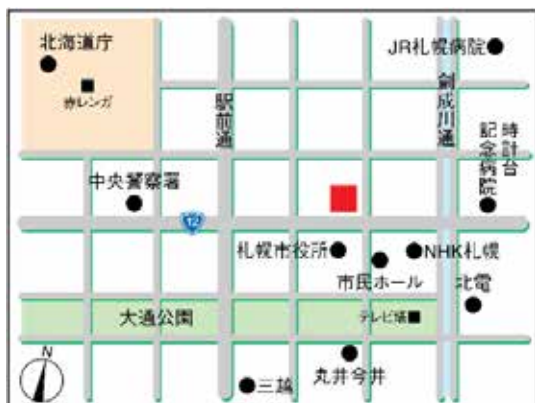 北海道庁
赤レンガ
駅前通
創成川通
JR札幌病院
時計台
記念病院
中央警察署
12
札幌市役所
市民ホール
NHK札幌
北電
大通公園
テレビ塔
丸井今井
三越
N